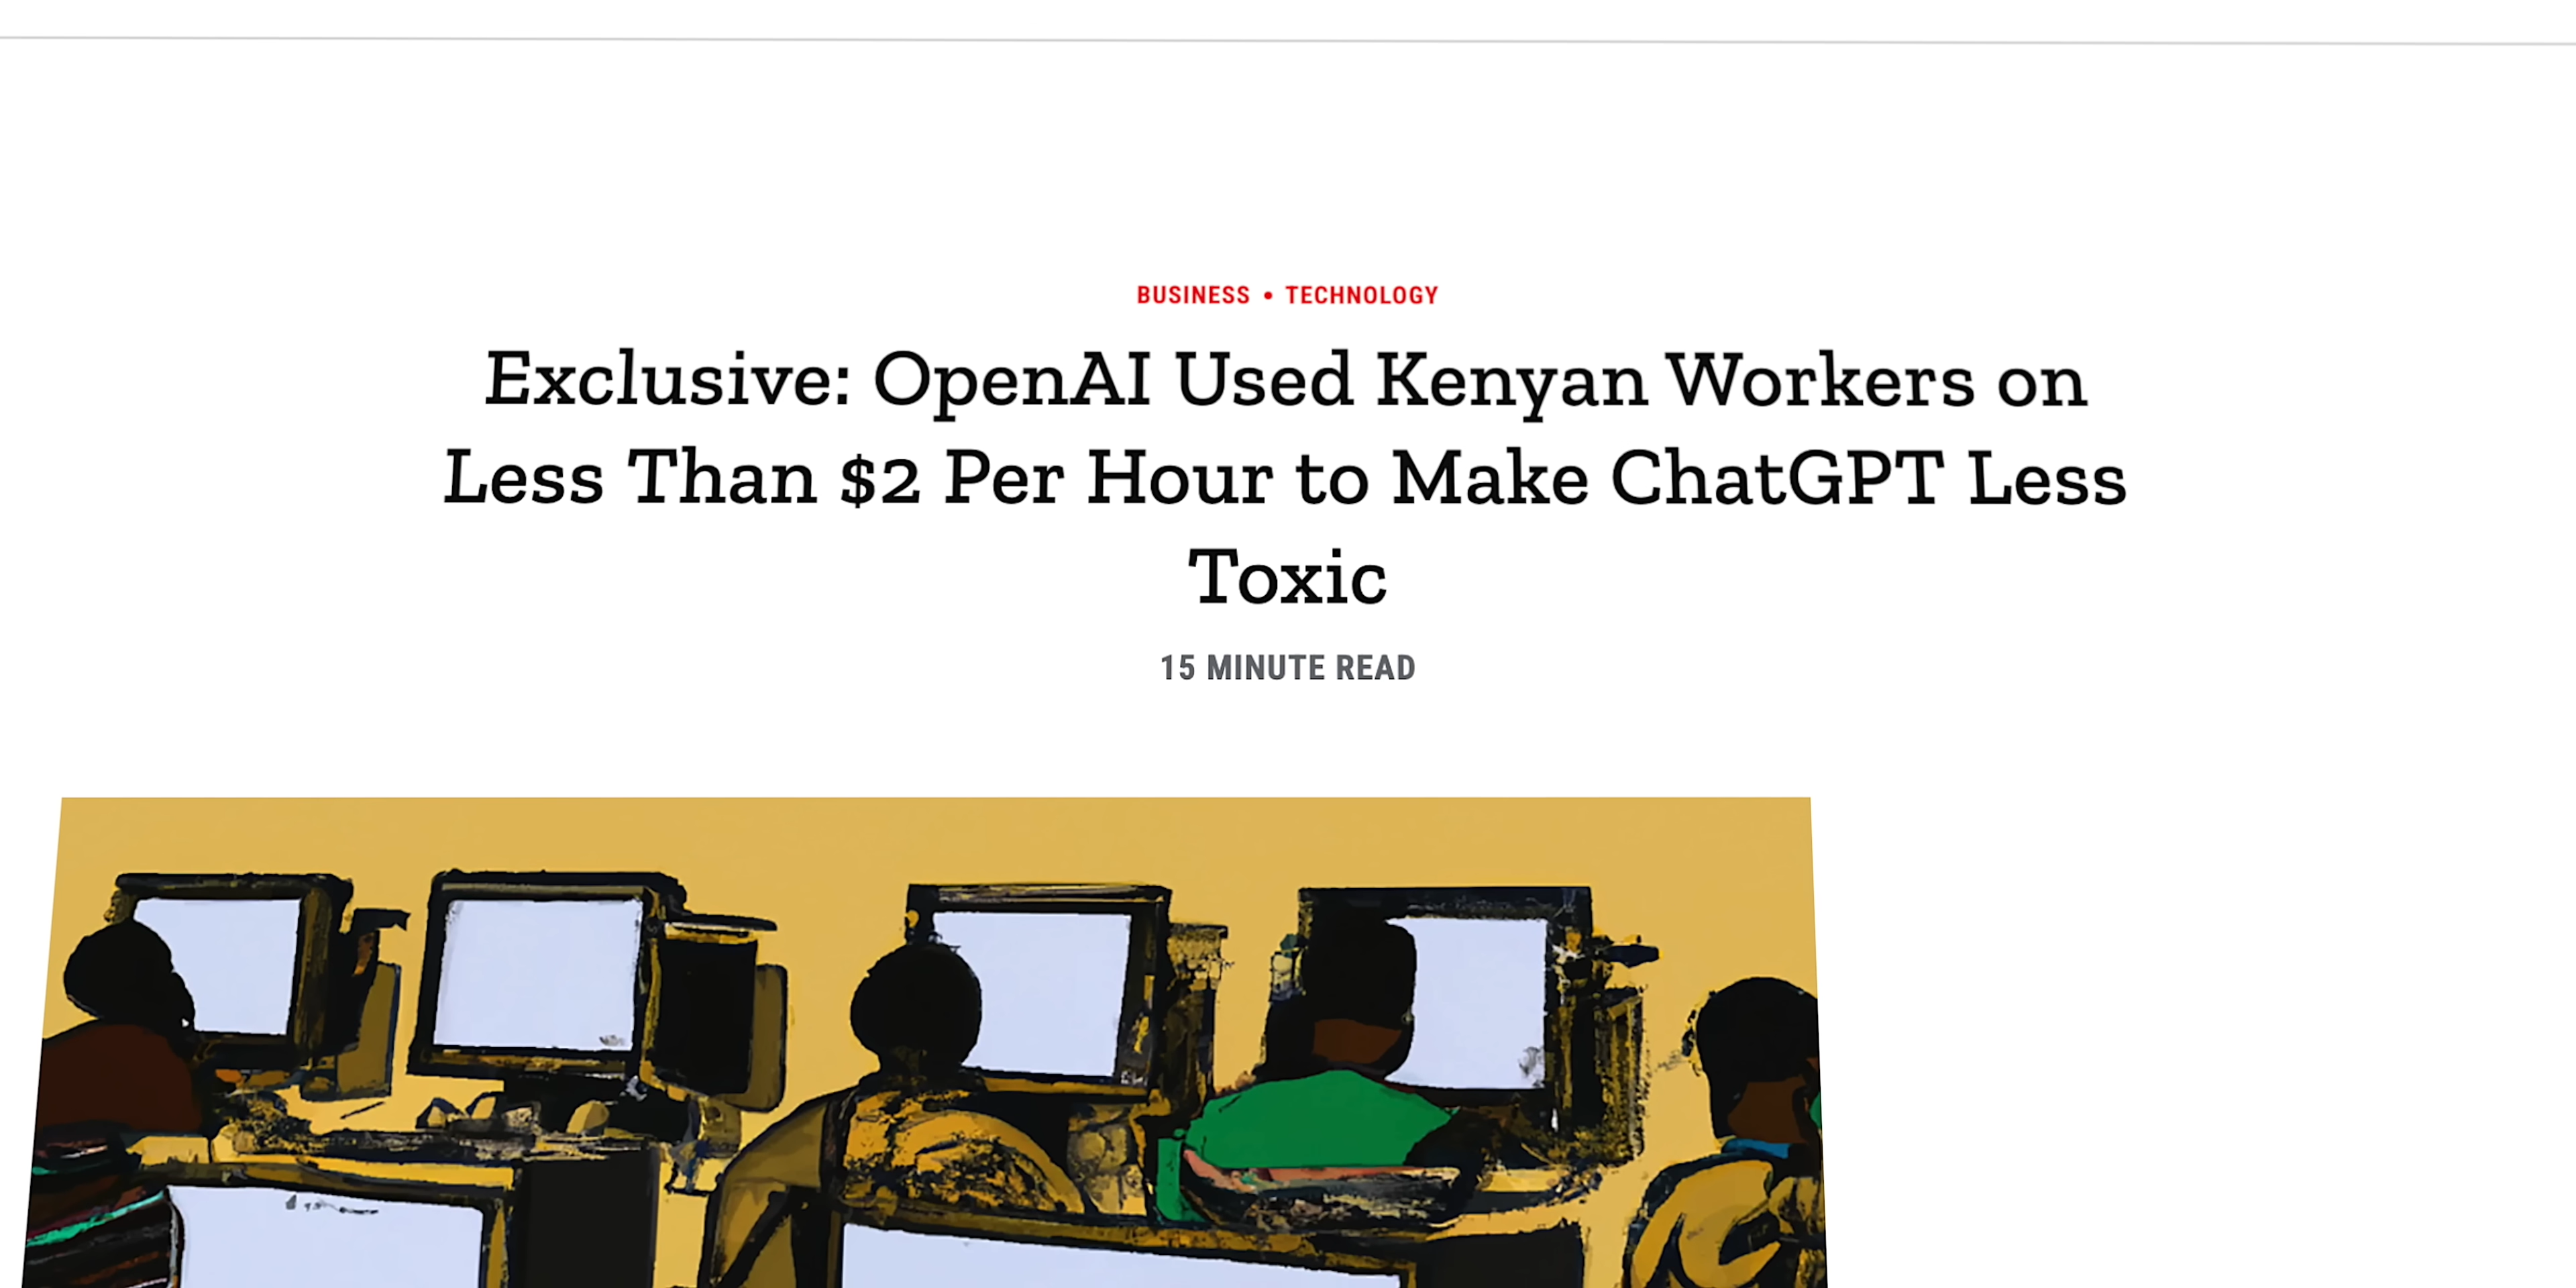 BUSINESS • TECHNOLOGY
Exclusive: OpenAI Used Kenyan Workers on
Less Than $2 Per Hour to Make ChatGPT Less
Toxic
15 MINUTE READ